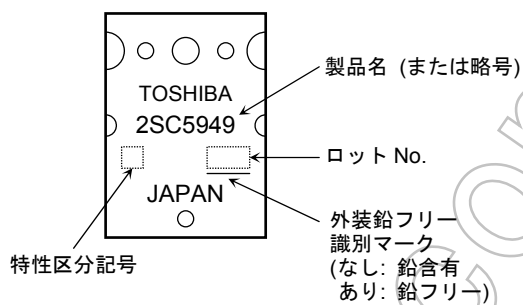 TOSHIBA
2SC5949
JAPAN
製品名 (または略号)
ロット No.
外装鉛フリー
識別マーク
(なし: 鉛含有
あり: 鉛フリー)
特性区分記号